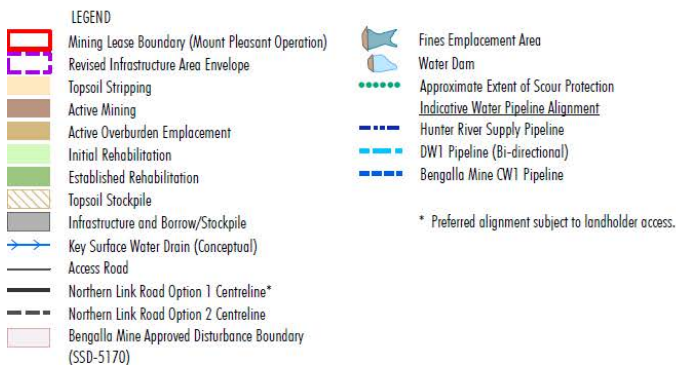 LEGEND
Mining Lease Boundary (Mount Pleasant Operation)
Revised Infrastructure Area Envelope
Topsoil Stripping
Active Mining
Active Overburden Emplacement
Initial Rehabilitation
Established Rehabilitation
Topsoil Stockpile
Infrastructure and Borrow/Stockpile
Key Surface Water Drain (Conceptual)
Access Road
Northern Link Road Option 1 Centreline*
Northern Link Road Option 2 Centreline
Bengalla Mine Approved Disturbance Boundary
(SSD-5170)
Fines Emplacement Area
Water Dam
Approximate Extent of Scour Protection
Indicative Water Pipeline Alignment
Hunter River Supply Pipeline
DW1 Pipeline (Bi-directional)
Bengalla Mine CW1 Pipeline
* Preferred alignment subject to landholder access.